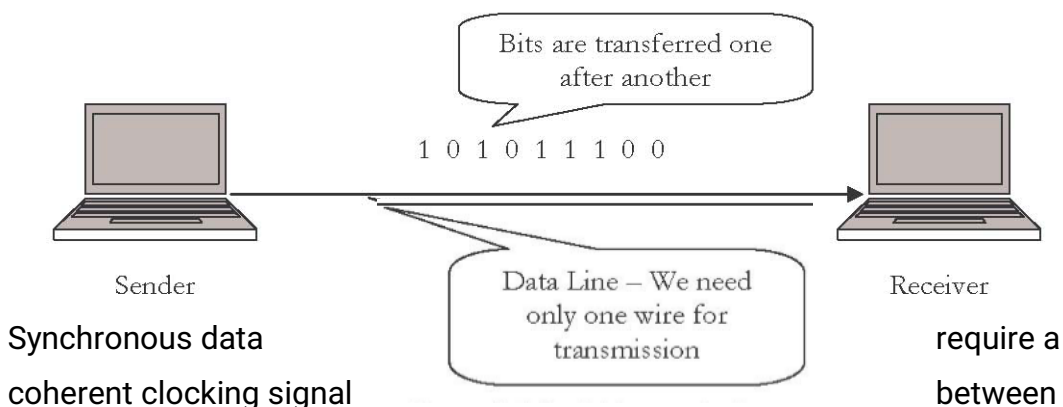 Bits are transferred one
after another
1 0 1 0 1 1 1 0 0
Sender
Data Line – We need
only one wire for
transmission
Receiver
Synchronous data require a
coherent clocking signal between